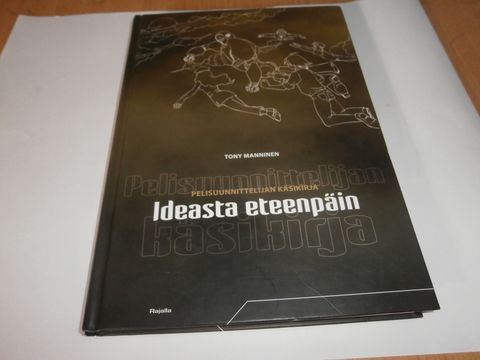 TONY MANNINEN
Pelisuunnittelijan
PELISUUNNITTELIJAN KÄSIKIRJA
Ideasta eteenpäin
käsikirja
Rajalla